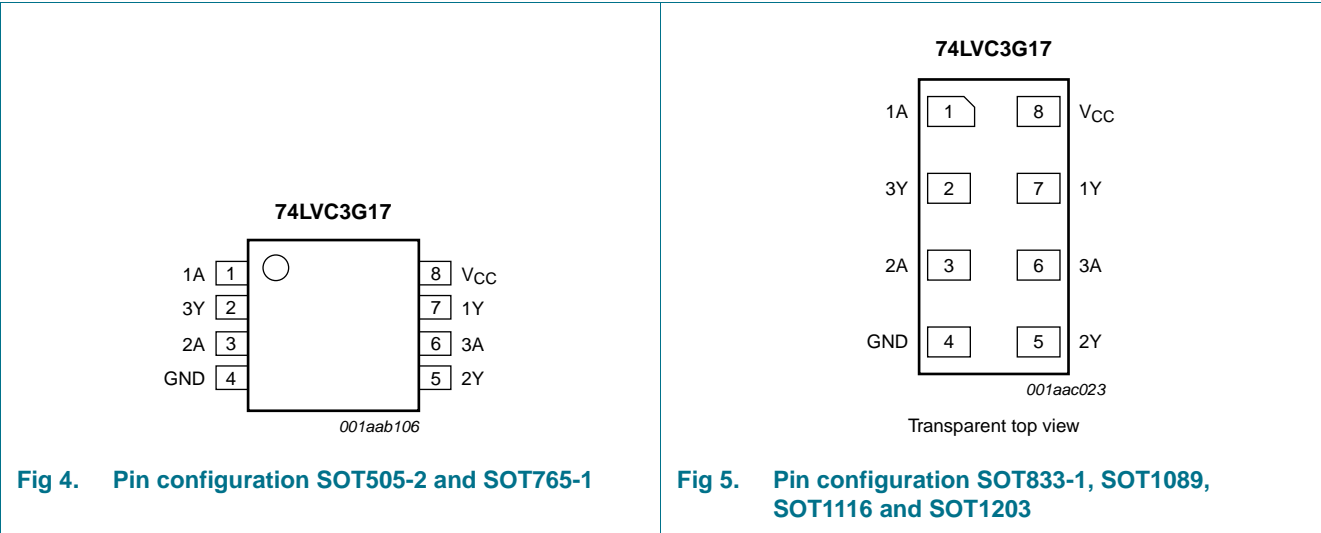 74LVC3G17
1A 1 8 VCC
3Y 2 7 1Y
2A 3 6 3A
GND 4 5 2Y
001aab106
Fig 4. Pin configuration SOT505-2 and SOT765-1
74LVC3G17
1A 1 8 VCC
3Y 2 7 1Y
2A 3 6 3A
GND 4 5 2Y
001aac023
Transparent top view
Fig 5. Pin configuration SOT833-1, SOT1089,
SOT1116 and SOT1203